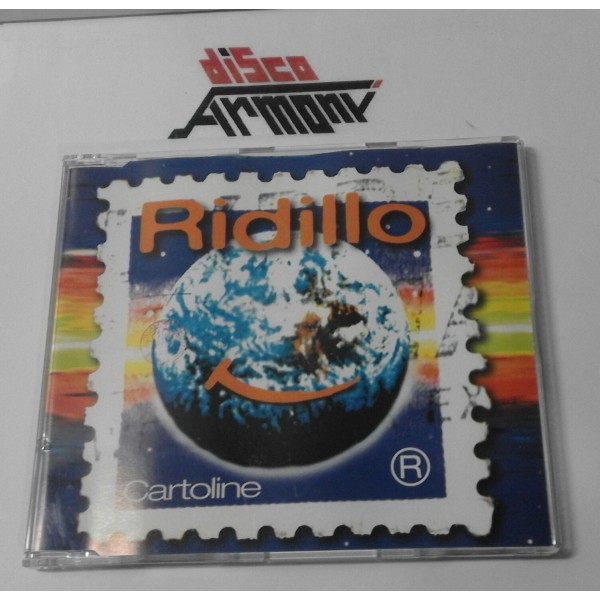 disco
Armony
Ridillo
Cartoline
®